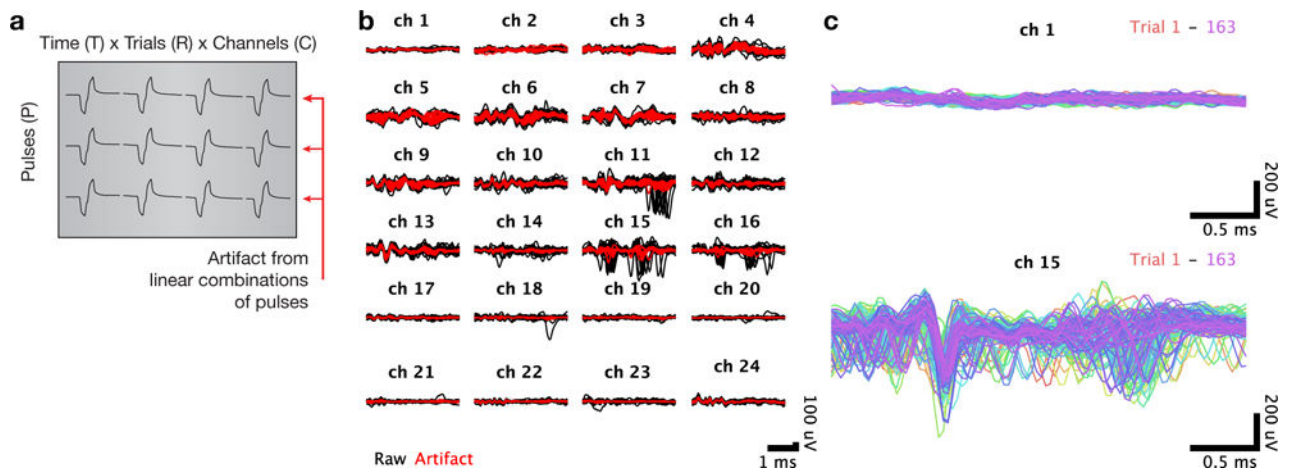 a
Time (T) x Trials (R) x Channels (C)
Pulses (P)
Artifact from
linear combinations
of pulses
b
ch 1 ch 2 ch 3 ch 4
ch 5 ch 6 ch 7 ch 8
ch 9 ch 10 ch 11 ch 12
ch 13 ch 14 ch 15 ch 16
ch 17 ch 18 ch 19 ch 20
ch 21 ch 22 ch 23 ch 24
Raw Artifact
100 uV
1 ms
c
ch 1
Trial 1 – 163
200 uV
0.5 ms
ch 15
Trial 1 – 163
200 uV
0.5 ms